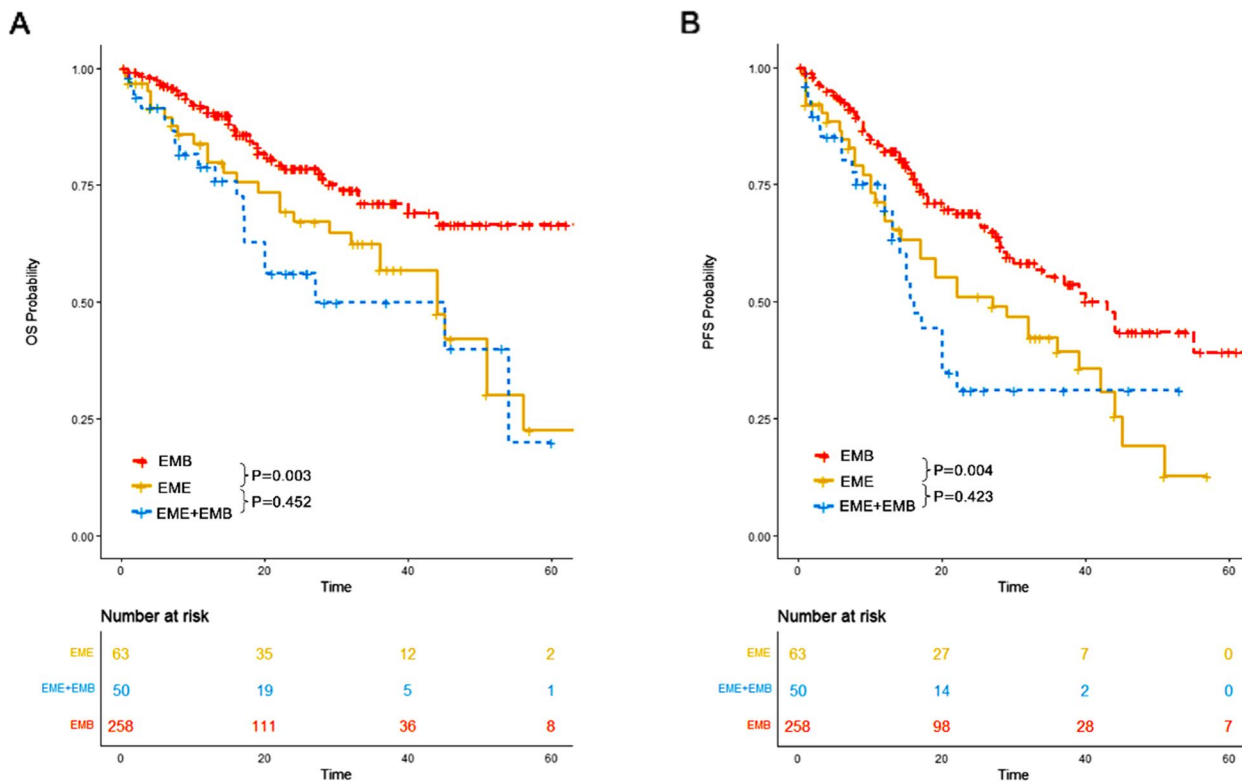 A
1.00
0.75
0.50
0.25
0.00
OS Probability
EMB
EME
EME+EMB
P=0.003
P=0.452
0 20 40 60
Time
Number at risk
EME 63 35 12 2
EME+EMB 50 19 5 1
EMB 258 111 36 8
0 20 40 60
Time
B
1.00
0.75
0.50
0.25
0.00
PFS Probability
EMB
EME
EME+EMB
P=0.004
P=0.423
0 20 40 60
Time
Number at risk
EME 63 27 7 0
EME+EMB 50 14 2 0
EMB 258 98 28 7
0 20 40 60
Time